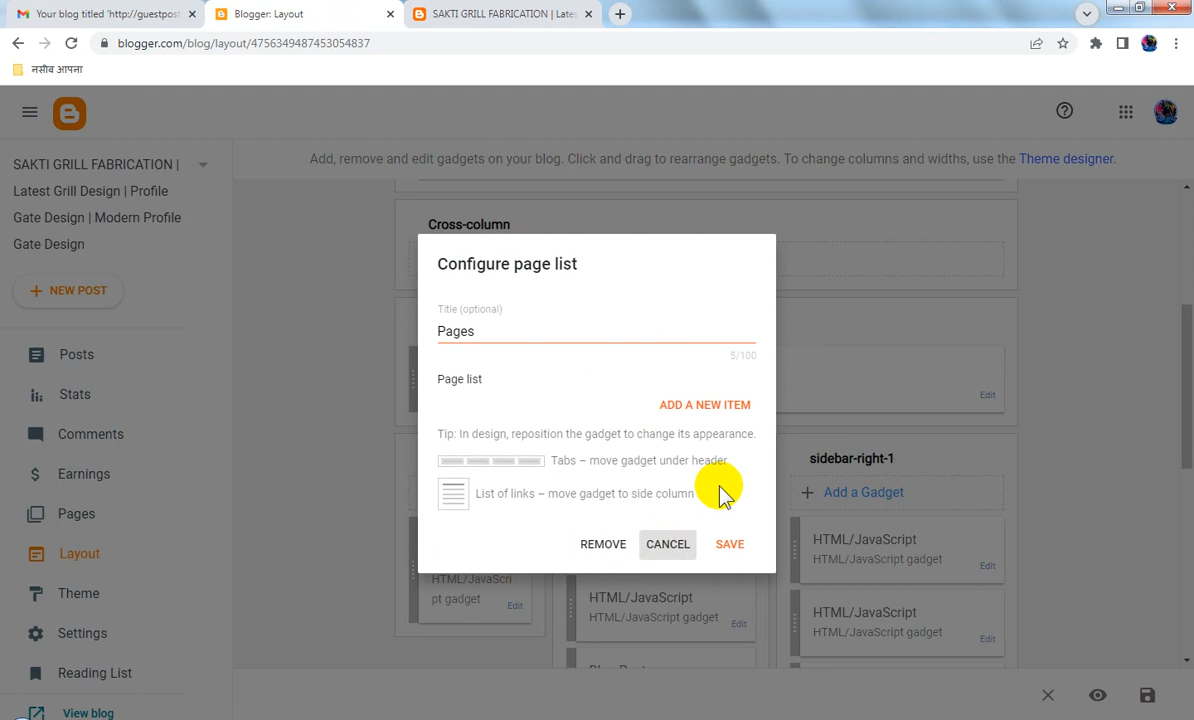 Your blog titled 'http://guestpost
Blogger: Layout
SAKTI GRILL FABRICATION | Late
blogger.com/blog/layout/4756349487453054837
नसीब आपना
SAKTI GRILL FABRICATION |
Latest Grill Design | Profile
Gate Design | Modern Profile
Gate Design
NEW POST
Posts
Stats
Comments
Earnings
Pages
Layout
Theme
Settings
Reading List
View blog
Add, remove and edit gadgets on your blog. Click and drag to rearrange gadgets. To change columns and widths, use the Theme designer.
Cross-column
Edit
Configure page list
Title (optional)
Pages
5/100
Page list
ADD A NEW ITEM
Tip: In design, reposition the gadget to change its appearance.
Tabs – move gadget under header
List of links – move gadget to side column
REMOVE CANCEL SAVE
HTML/JavaScri
pt gadget
Edit
HTML/JavaScript
HTML/JavaScript gadget
Edit
sidebar-right-1
Add a Gadget
HTML/JavaScript
HTML/JavaScript gadget
Edit
HTML/JavaScript
HTML/JavaScript gadget
Edit